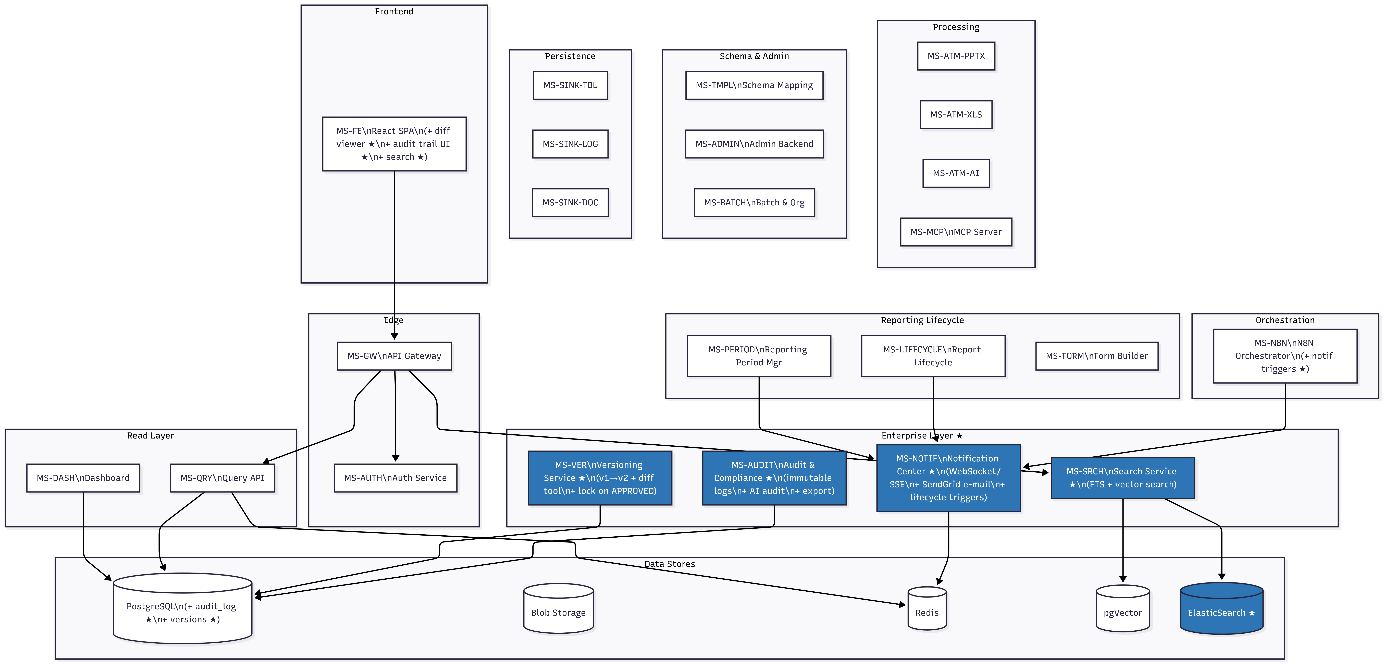 Frontend
MS-FE\nReact SPA\n(+ diff
viewer ★\n+ audit trail UI
★\n+ search ★)
Persistence
MS-SINK-TBL
MS-SINK-LOG
MS-SINK-DOC
Schema & Admin
MS-TMPL\nSchema Mapping
MS-ADMIN\nAdmin Backend
MS-BATCH\nBatch & Org
Processing
MS-ATM-PPTX
MS-ATM-XLS
MS-ATM-AI
MS-MCP\nMCP Server
Edge
MS-GW\nAPI Gateway
MS-AUTH\nAuth Service
Reporting Lifecycle
MS-PERIOD\nReporting
Period Mgr
MS-LIFECYCLE\nReport
Lifecycle
MS-FORM\nForm Builder
Orchestration
MS-N8N\nN8N
Orchestrator\n(+ notif
triggers ★)
Read Layer
MS-DASH\nDashboard
MS-QRY\nQuery API
Enterprise Layer ★
MS-VER\nVersioning
Service ★\n(v1→v2 + diff
tool\n+ lock on APPROVED)
MS-AUDIT\nAudit &
Compliance ★\n(immutable
logs\n+ AI audit\n+ export)
MS-NOTIF\nNotification
Center ★\n(WebSocket/
SSE\n+ SendGrid e-mail\n+
lifecycle triggers)
MS-SRCH\nSearch Service
★\n(FTS + vector search)
Data Stores
PostgreSQL\n(+ audit_log
★\n+ versions ★)
Blob Storage
Redis
pgVector
ElasticSearch ★